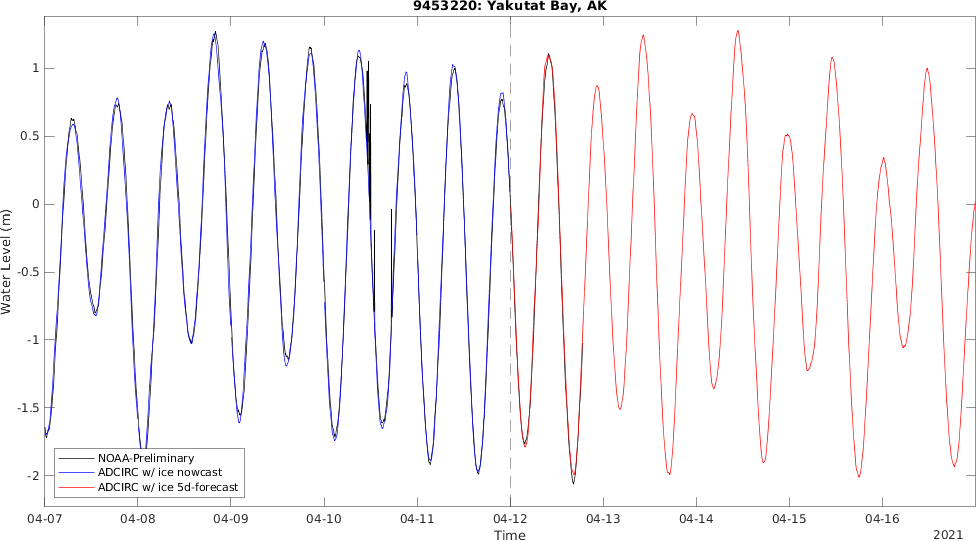 9453220: Yakutat Bay, AK
Water Level (m)
1
0.5
0
-0.5
-1
-1.5
-2
NOAA-Preliminary
ADCIRC w/ ice nowcast
ADCIRC w/ ice 5d-forecast
04-07 04-08 04-09 04-10 04-11 04-12 04-13 04-14 04-15 04-16
Time
2021